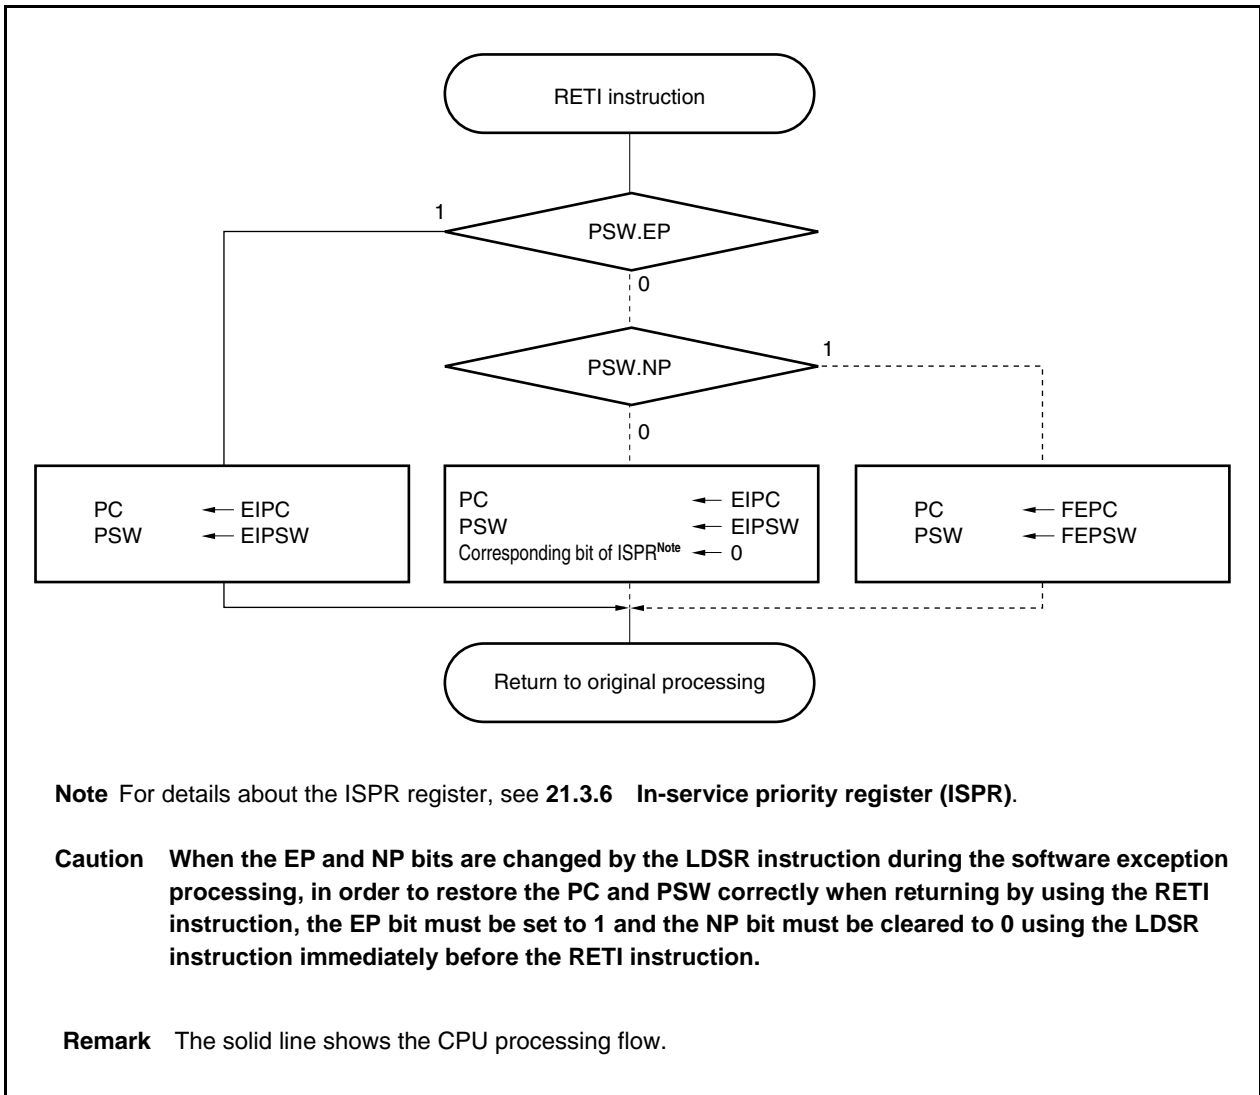 RETI instruction
1
PSW.EP
0
PSW.NP
1
0
PC ← EIPC
PSW ← EIPSW
PC ← EIPC
PSW ← EIPSW
Corresponding bit of ISPRNote ← 0
PC ← FEPC
PSW ← FEPSW
Return to original processing
Note For details about the ISPR register, see 21.3.6 In-service priority register (ISPR).
Caution When the EP and NP bits are changed by the LDSR instruction during the software exception
processing, in order to restore the PC and PSW correctly when returning by using the RETI
instruction, the EP bit must be set to 1 and the NP bit must be cleared to 0 using the LDSR
instruction immediately before the RETI instruction.
Remark The solid line shows the CPU processing flow.